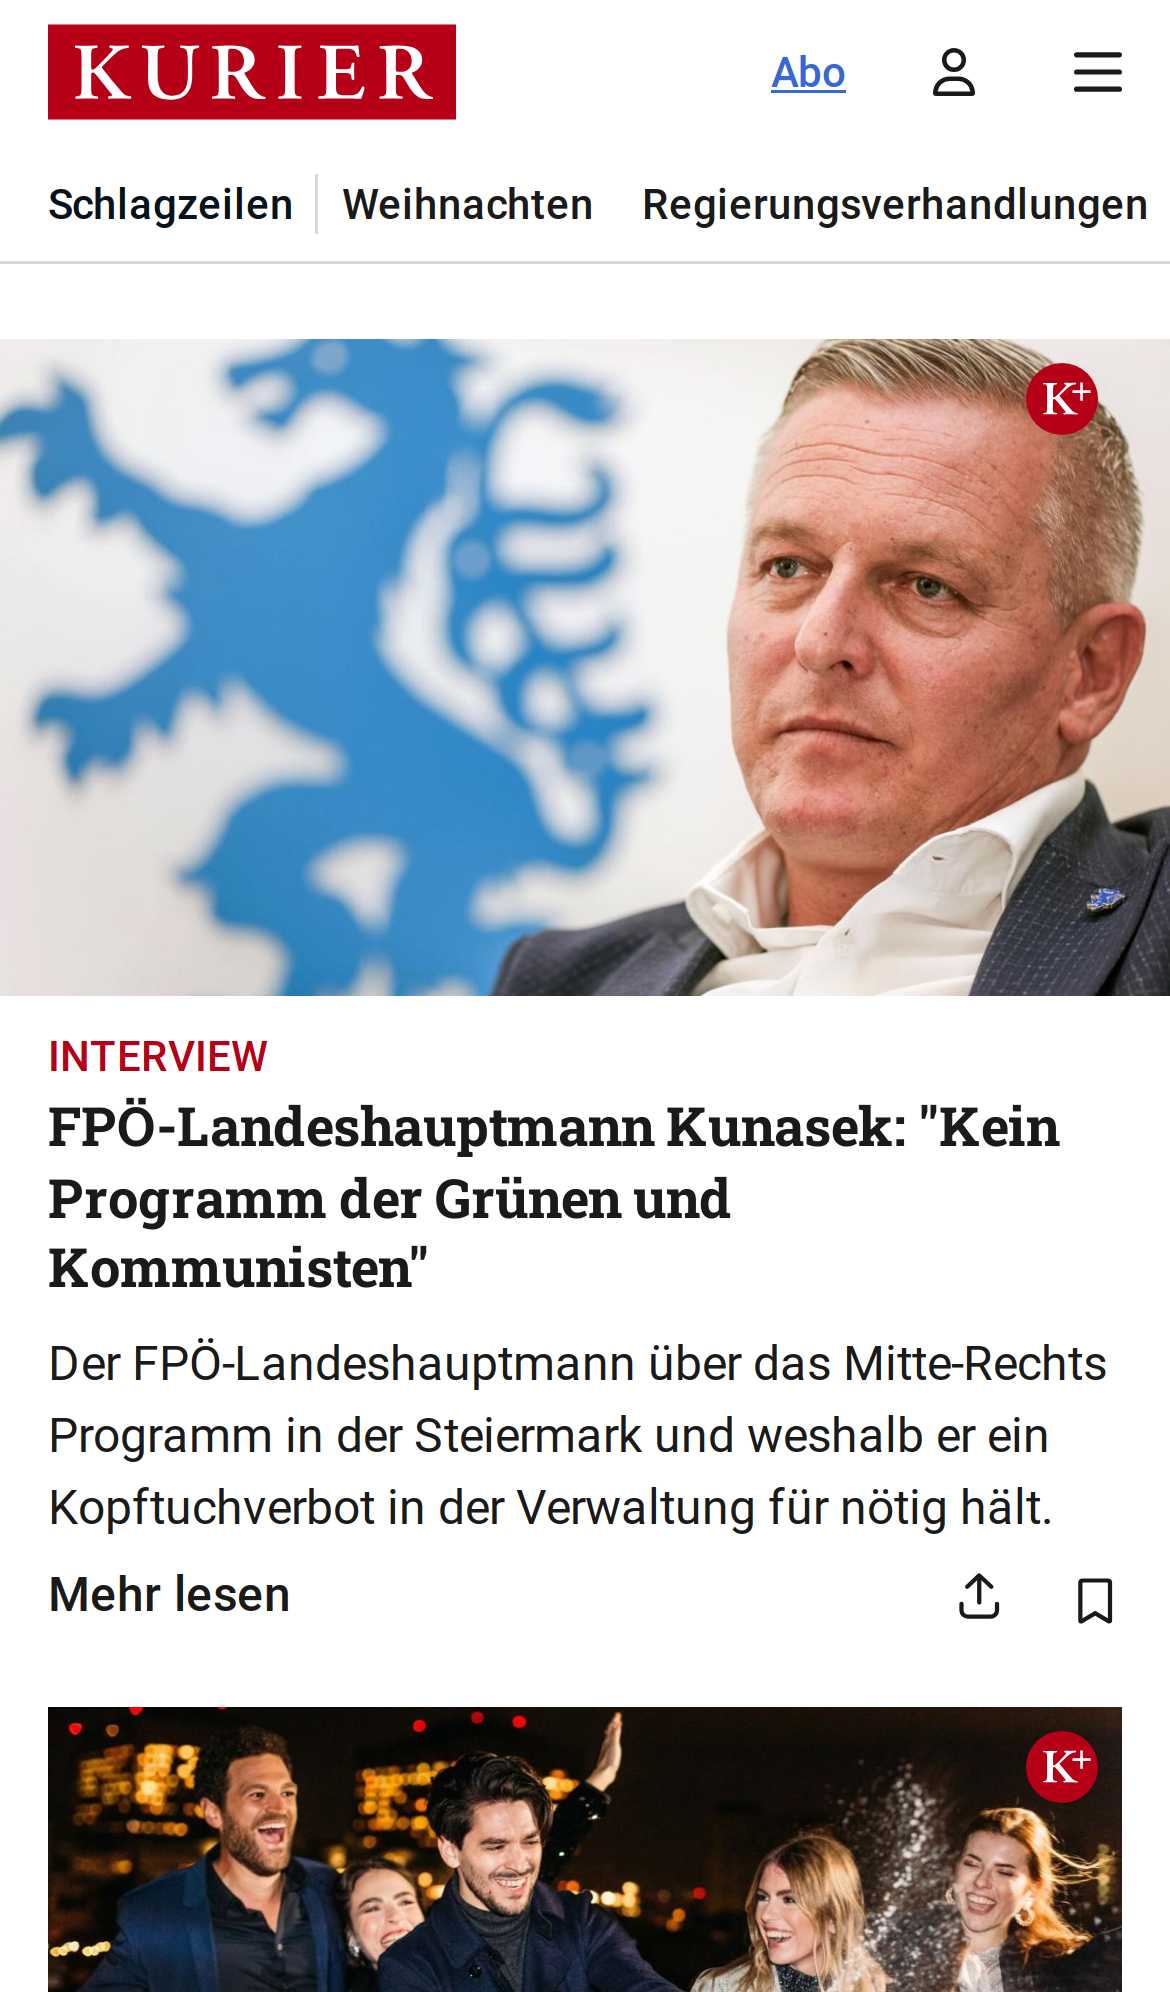 KURIER
Abo
Schlagzeilen
Weihnachten
Regierungsverhandlungen
K+
INTERVIEW
FPÖ-Landeshauptmann Kunasek: "Kein
Programm der Grünen und
Kommunisten"
Der FPÖ-Landeshauptmann über das Mitte-Rechts
Programm in der Steiermark und weshalb er ein
Kopftuchverbot in der Verwaltung für nötig hält.
Mehr lesen
K+